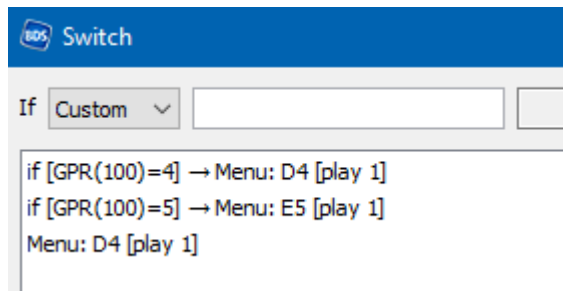 BDS Switch
If Custom
if [GPR(100)=4] → Menu: D4 [play 1]
if [GPR(100)=5] → Menu: E5 [play 1]
Menu: D4 [play 1]